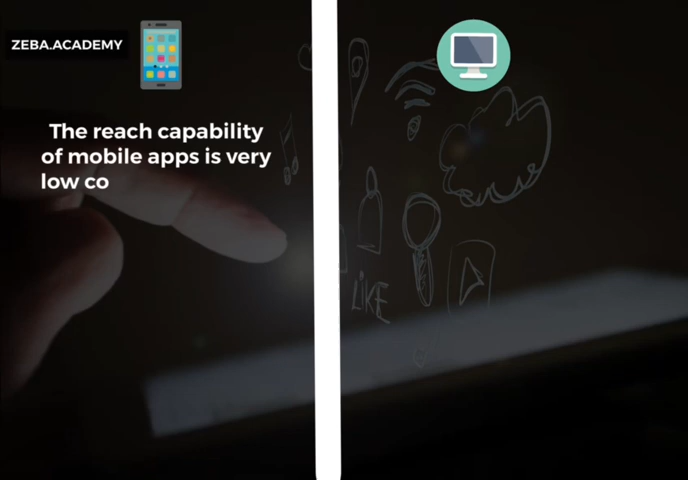 ZEBA.ACADEMY
The reach capability
of mobile apps is very
low co
LIKE